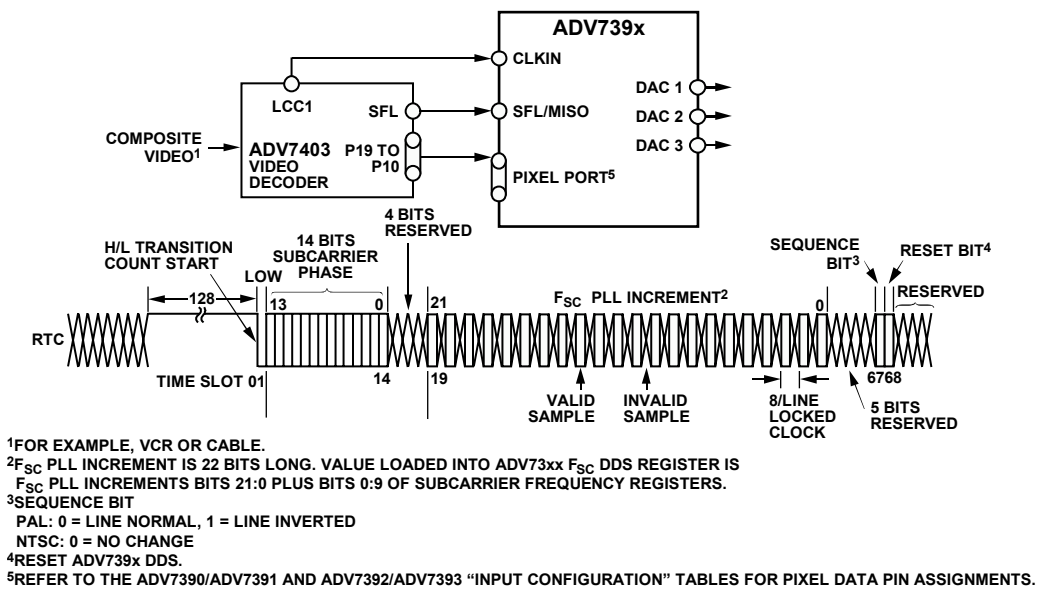 ADV739x
CLKIN
LCC1
SFL
SFL/MISO
DAC 1
DAC 2
DAC 3
COMPOSITE
VIDEO1
ADV7403
VIDEO
DECODER
P19 TO
P10
PIXEL PORT5
4 BITS
RESERVED
H/L TRANSITION
COUNT START
LOW
14 BITS
SUBCARRIER
PHASE
SEQUENCE
BIT3
RESET BIT4
RESERVED
128
13
0
21
FSC PLL INCREMENT2
0
RTC
TIME SLOT 01
14
19
VALID
SAMPLE
INVALID
SAMPLE
8/LINE
LOCKED
CLOCK
6768
5 BITS
RESERVED
1FOR EXAMPLE, VCR OR CABLE.
2FSC PLL INCREMENT IS 22 BITS LONG. VALUE LOADED INTO ADV73xx FSC DDS REGISTER IS
FSC PLL INCREMENTS BITS 21:0 PLUS BITS 0:9 OF SUBCARRIER FREQUENCY REGISTERS.
3SEQUENCE BIT
PAL: 0 = LINE NORMAL, 1 = LINE INVERTED
NTSC: 0 = NO CHANGE
4RESET ADV739x DDS.
5REFER TO THE ADV7390/ADV7391 AND ADV7392/ADV7393 “INPUT CONFIGURATION” TABLES FOR PIXEL DATA PIN ASSIGNMENTS.